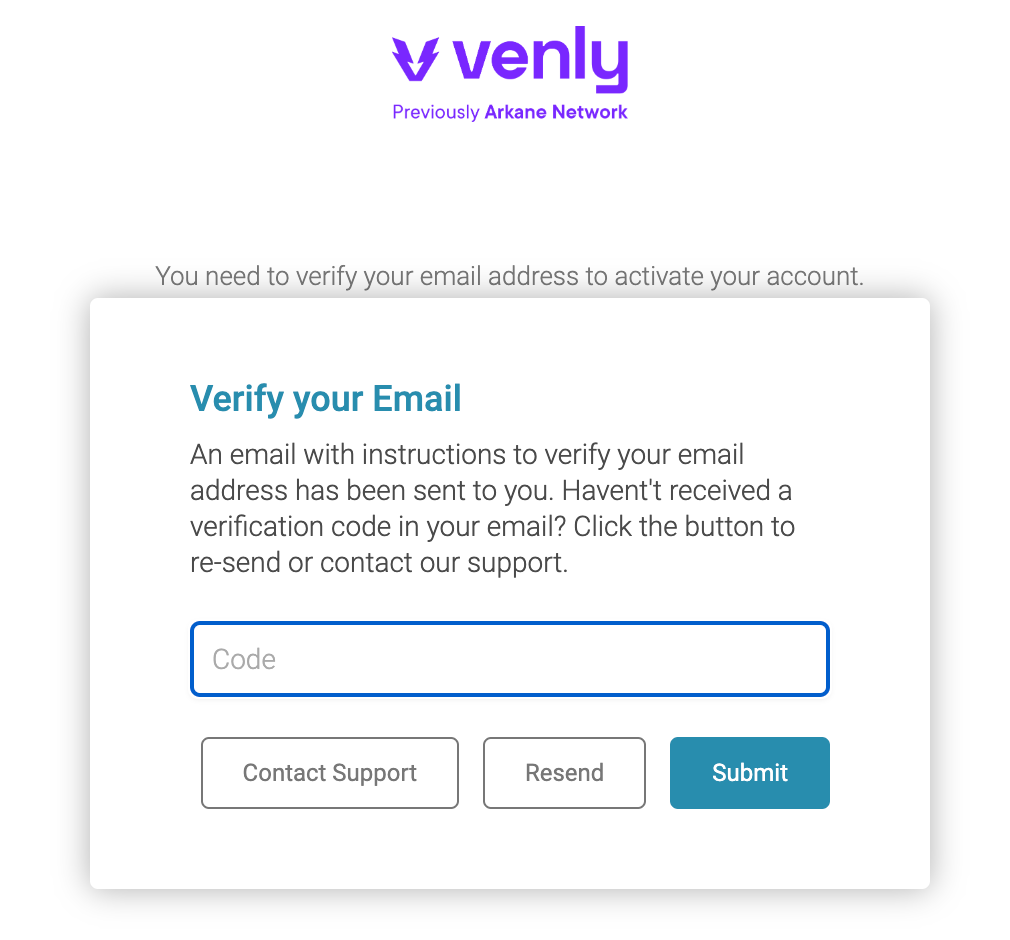 venly
Previously Arkane Network
You need to verify your email address to activate your account.
Verify your Email
An email with instructions to verify your email
address has been sent to you. Havent't received a
verification code in your email? Click the button to
re-send or contact our support.
Code
Contact Support
Resend
Submit